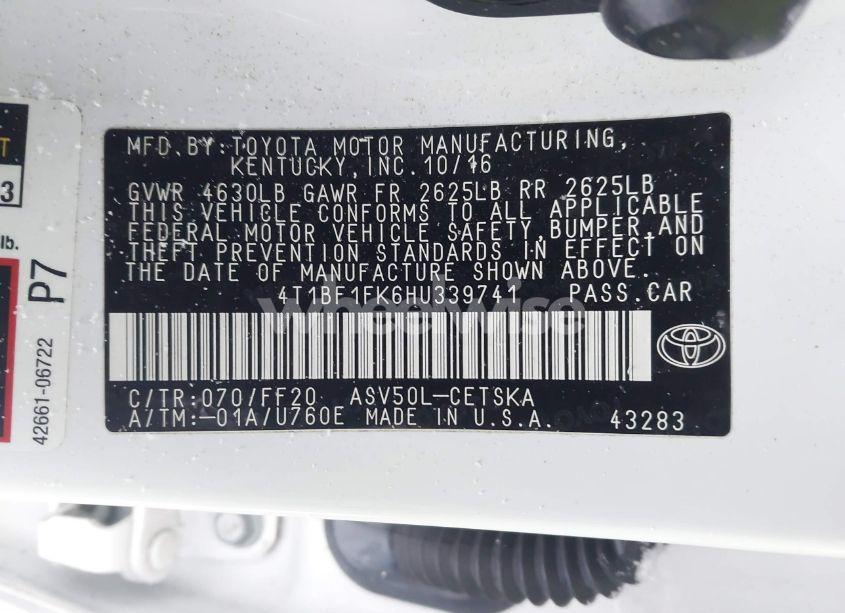 MFD.BY:TOYOTA MOTOR MANUFACTURING,
KENTUCKY,INC.10/16
GVWR 4630LB GAWR FR 2625LB RR 2625LB
THIS VEHICLE CONFORMS TO ALL APPLICABLE
FEDERAL MOTOR VEHICLE SAFETY,BUMPER,AND
THEFT PREVENTION STANDARDS IN EFFECT ON
THE DATE OF MANUFACTURE SHOWN ABOVE.
4T1BF1FK6HU339741 PASS.CAR
WheelWise
C/TR:070/FF20 ASV50L-CETSKA
A/TM:-01A/U760E MADE IN U.S.A. 43283
3
lb.
P7
42661-06722